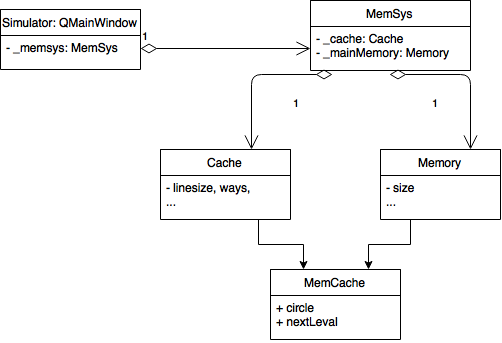 Simulator: QMainWindow
- _memsys: MemSys
1
MemSys
- _cache: Cache
- _mainMemory: Memory
1
1
Cache
- linesize, ways,
...
Memory
- size
...
MemCache
+ circle
+ nextLeval